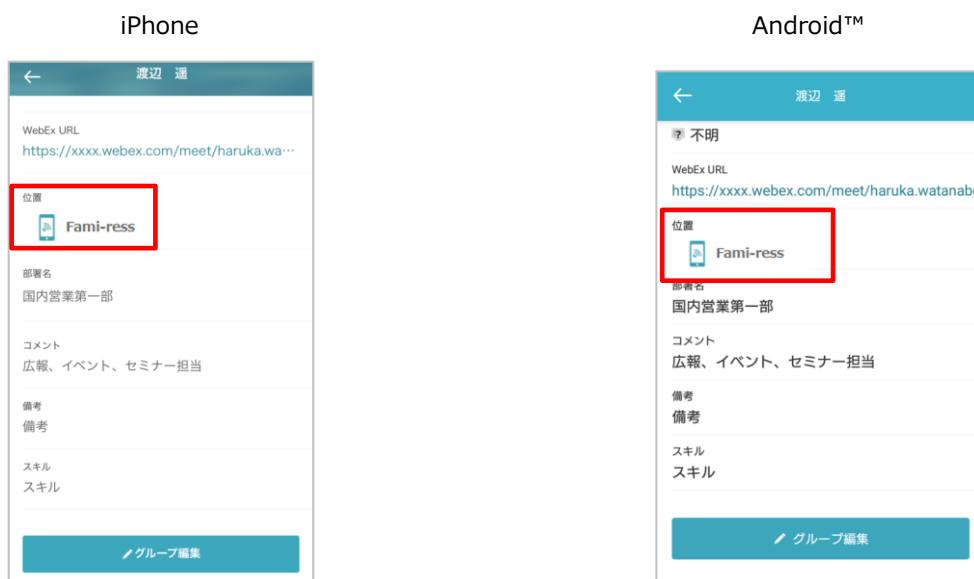 iPhone
渡辺 遥
WebEx URL
https://xxxx.webex.com/meet/haruka.wa…
位置
Fami-ress
部署名
国内営業第一部
コメント
広報、イベント、セミナー担当
備考
備考
スキル
スキル
グループ編集
Android™
渡辺 遥
? 不明
WebEx URL
https://xxxx.webex.com/meet/haruka.watanabe
位置
Fami-ress
部署名
国内営業第一部
コメント
広報、イベント、セミナー担当
備考
備考
スキル
スキル
グループ編集